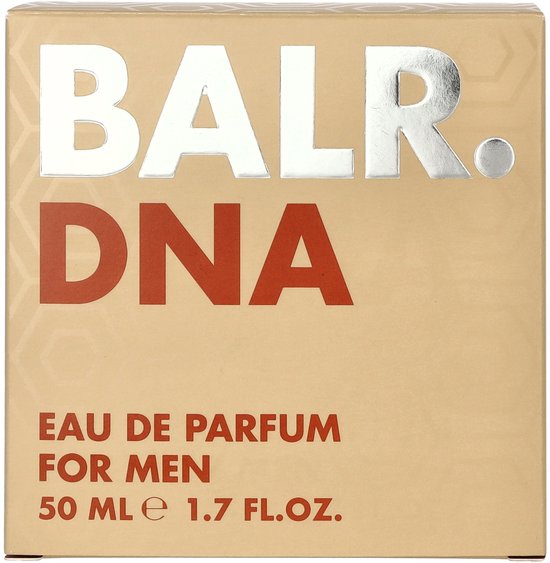 BALR.
DNA
EAU DE PARFUM
FOR MEN
50 ML ℮ 1.7 FL.OZ.